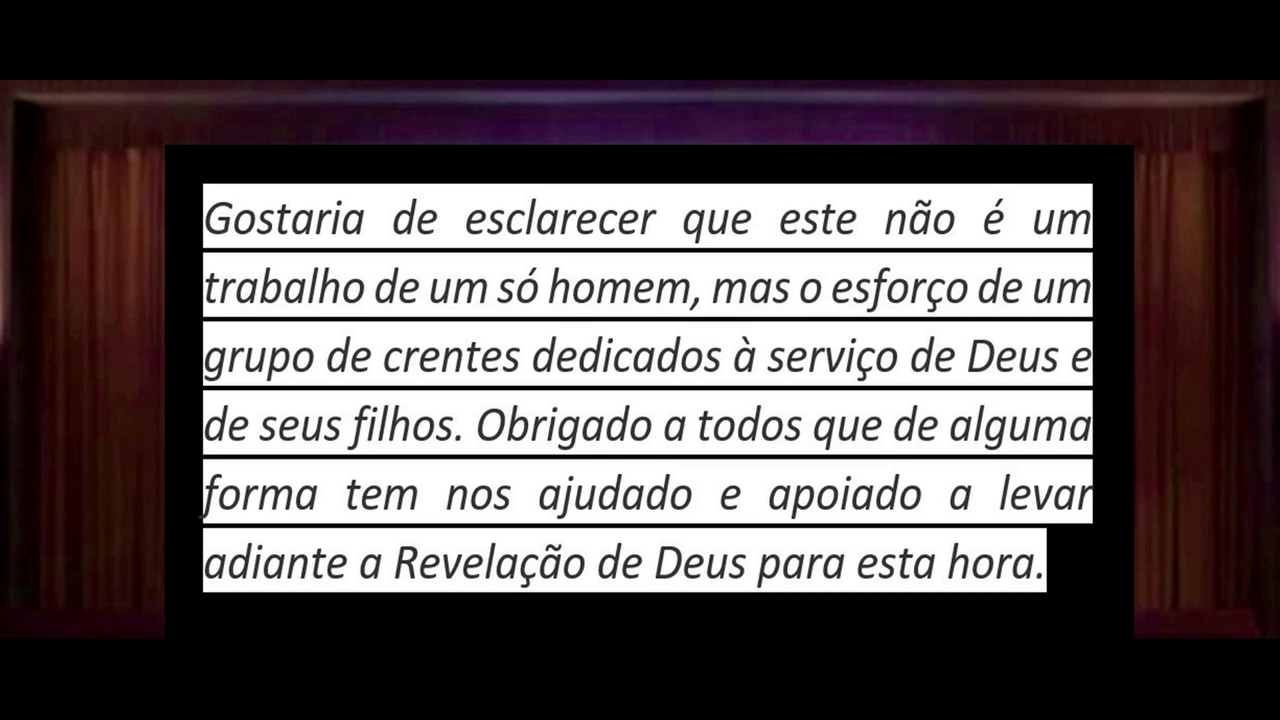 Gostaria de esclarecer que este não é um
trabalho de um só homem, mas o esforço de um
grupo de crentes dedicados à serviço de Deus e
de seus filhos. Obrigado a todos que de alguma
forma tem nos ajudado e apoiado a levar
adiante a Revelação de Deus para esta hora.